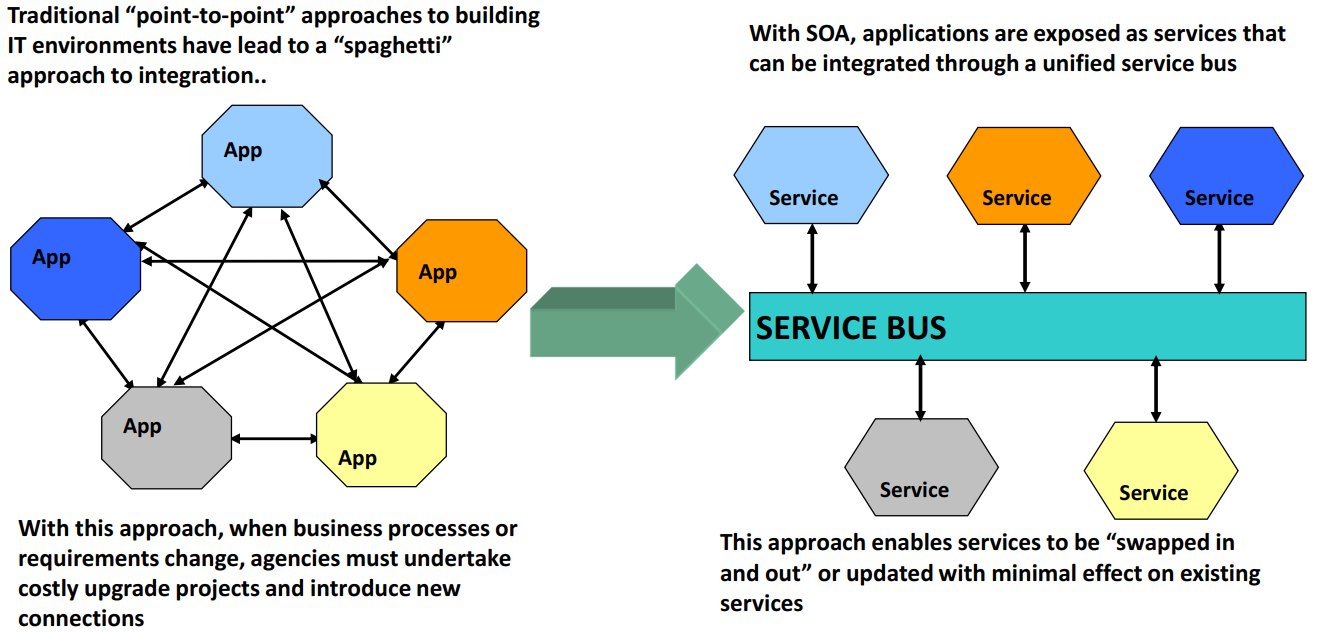 Traditional “point-to-point” approaches to building
IT environments have lead to a “spaghetti”
approach to integration..
App
App
App
App
App
With this approach, when business processes or
requirements change, agencies must undertake
costly upgrade projects and introduce new
connections
With SOA, applications are exposed as services that
can be integrated through a unified service bus
Service
Service
Service
SERVICE BUS
Service
Service
This approach enables services to be “swapped in
and out” or updated with minimal effect on existing
services